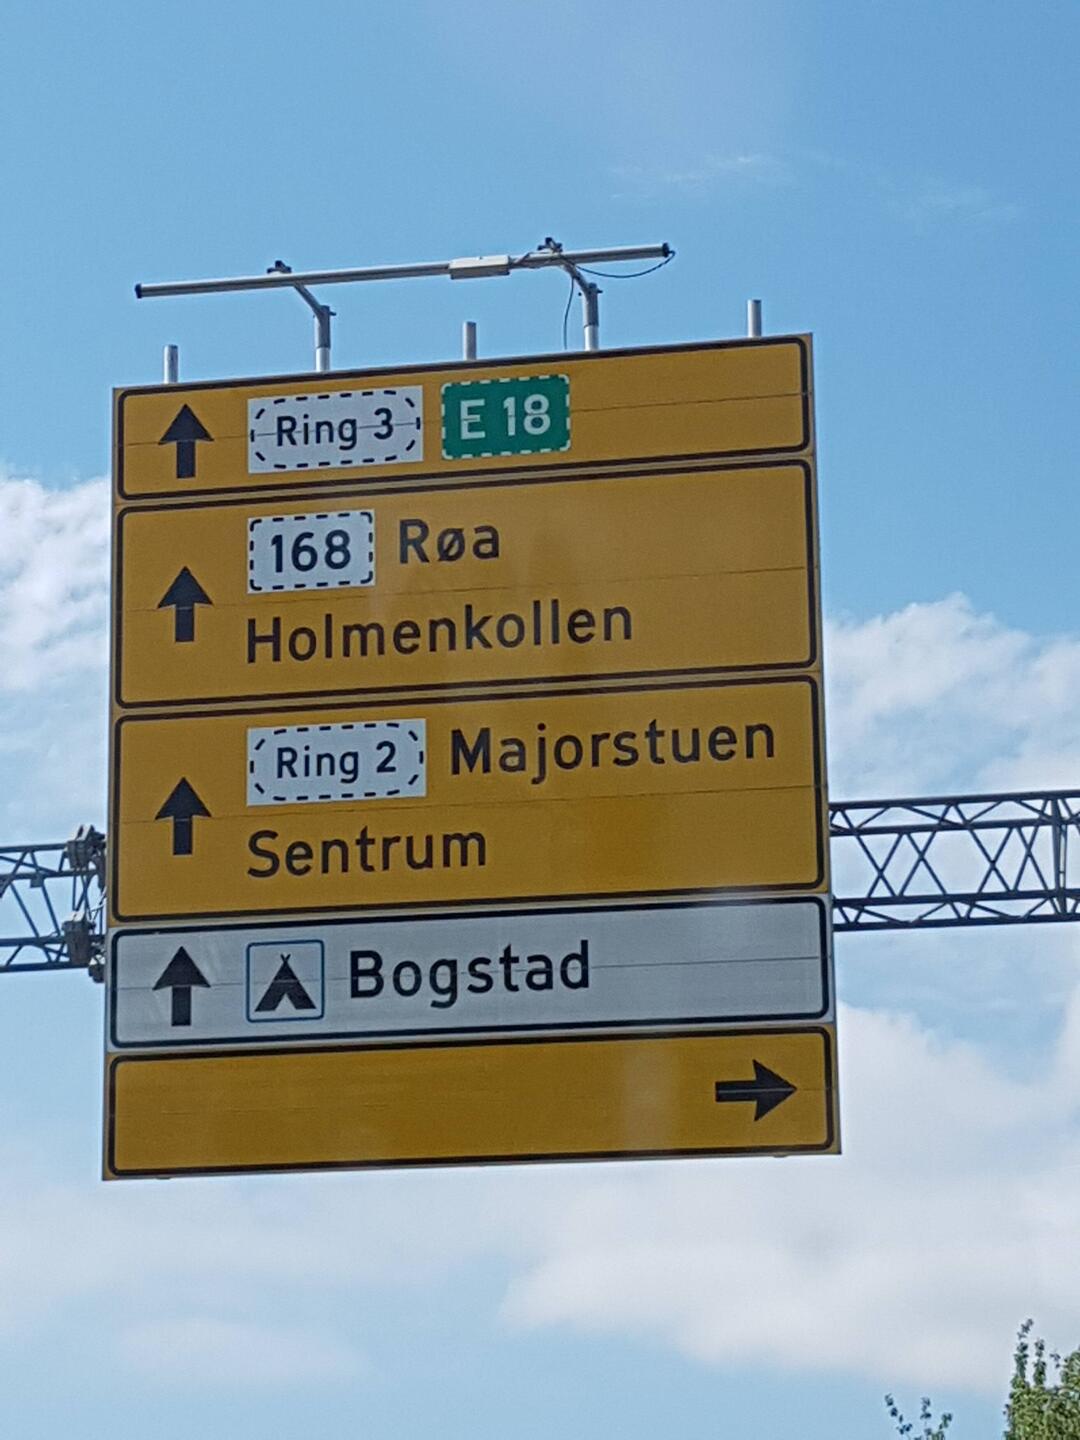 Ring 3 E 18
168 Røa
Holmenkollen
Ring 2 Majorstuen
Sentrum
Bogstad